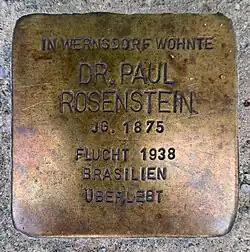 IN WERNSDORF WOHNTE
DR. PAUL
ROSENSTEIN
JG. 1875
FLUCHT 1938
BRASILIEN
ÜBERLEBT